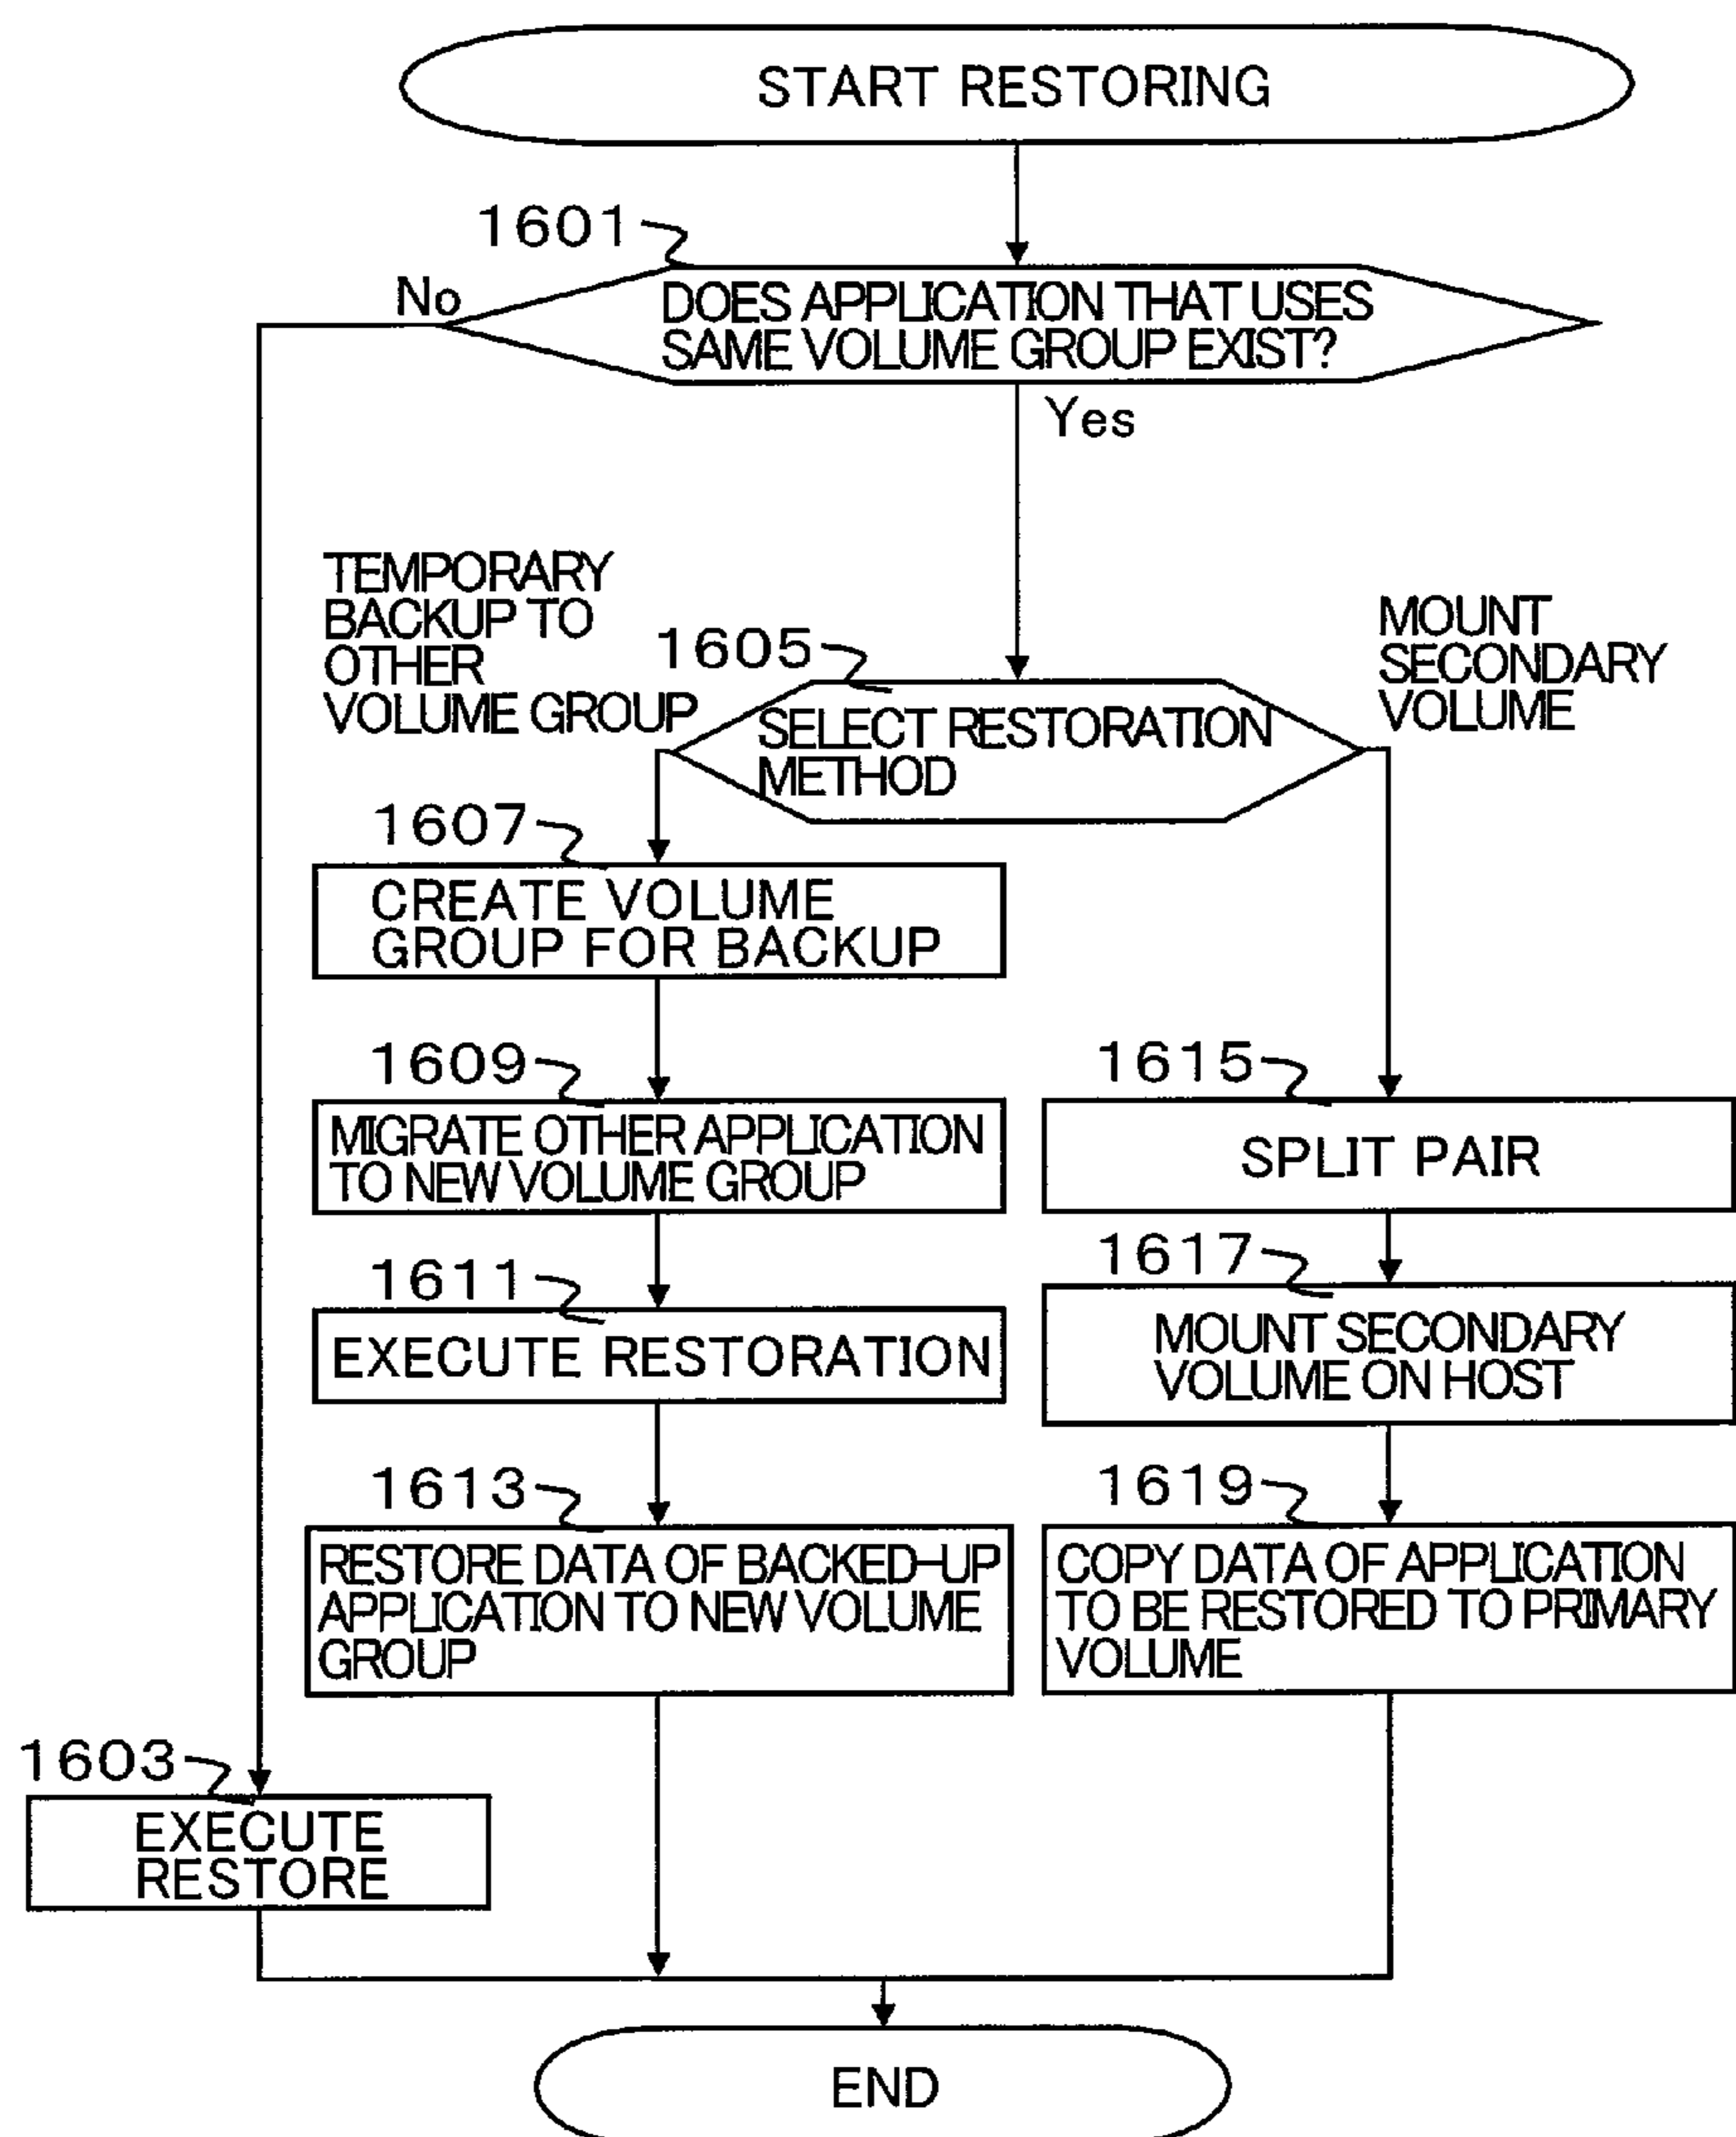 START RESTORING
1601
No
DOES APPLICATION THAT USES
SAME VOLUME GROUP EXIST?
Yes
TEMPORARY
BACKUP TO
OTHER
VOLUME GROUP
1605
MOUNT
SECONDARY
VOLUME
SELECT RESTORATION
METHOD
1607
CREATE VOLUME
GROUP FOR BACKUP
1609
MIGRATE OTHER APPLICATION
TO NEW VOLUME GROUP
1611
EXECUTE RESTORATION
1613
RESTORE DATA OF BACKED-UP
APPLICATION TO NEW VOLUME
GROUP
1615
SPLIT PAIR
1617
MOUNT SECONDARY
VOLUME ON HOST
1619
COPY DATA OF APPLICATION
TO BE RESTORED TO PRIMARY
VOLUME
1603
EXECUTE
RESTORE
END